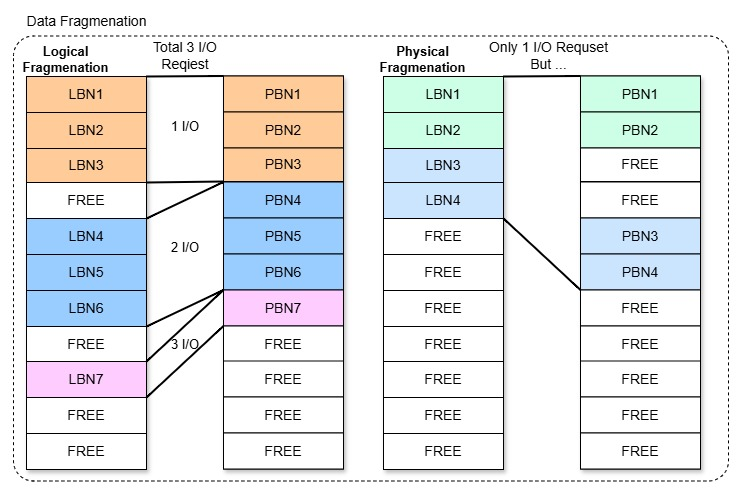 Data Fragmenation
Logical
Fragmenation
Total 3 I/O
Reqiest
LBN1
LBN2
LBN3
FREE
LBN4
LBN5
LBN6
FREE
LBN7
FREE
FREE
1 I/O
2 I/O
3 I/O
PBN1
PBN2
PBN3
PBN4
PBN5
PBN6
PBN7
FREE
FREE
FREE
FREE
Physical
Fragmenation
Only 1 I/O Requset
But ...
LBN1
LBN2
LBN3
LBN4
FREE
FREE
FREE
FREE
FREE
FREE
FREE
PBN1
PBN2
FREE
FREE
PBN3
PBN4
FREE
FREE
FREE
FREE
FREE